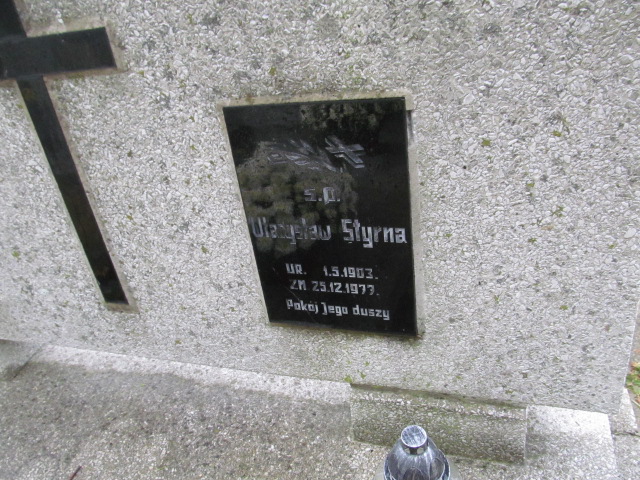 Ś.P.
Władysław Styrna
UR. 1.5.1903.
ZM. 25.12.1977.
Pokój Jego duszy